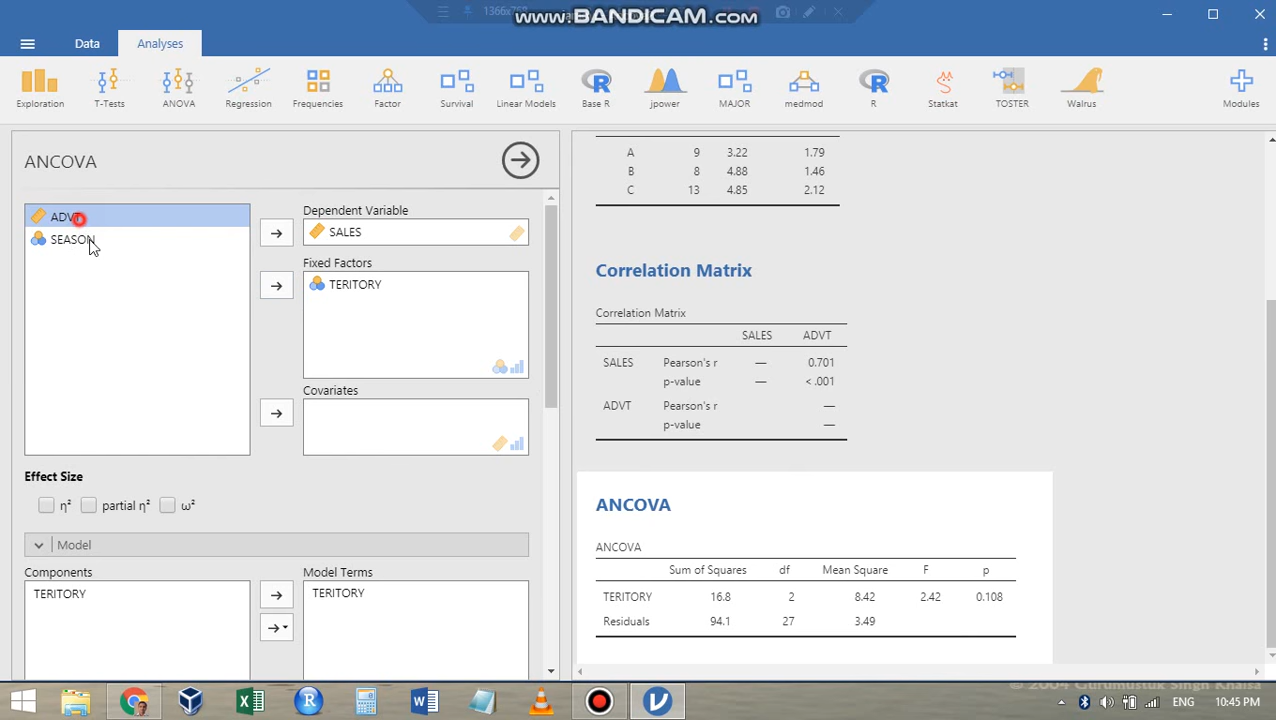 1366x768
www.BANDICAM.com
Data
Analyses
Exploration
T-Tests
ANOVA
Regression
Frequencies
Factor
Survival
Linear Models
Base R
jpower
MAJOR
medmod
R
Statkat
TOSTER
Walrus
Modules
ANCOVA
ADVT
SEASON
Dependent Variable
SALES
Fixed Factors
TERITORY
Covariates
Effect Size
η² partial η² ω²
Model
Components
TERITORY
Model Terms
TERITORY
A 9 3.22 1.79
B 8 4.88 1.46
C 13 4.85 2.12
Correlation Matrix
Correlation Matrix
SALES ADVT
SALES Pearson's r — 0.701
p-value — < .001
ADVT Pearson's r —
p-value —
ANCOVA
ANCOVA
Sum of Squares df Mean Square F p
TERITORY 16.8 2 8.42 2.42 0.108
Residuals 94.1 27 3.49
© 2004 Gurumustuk Singh Khalsa
ENG 10:45 PM